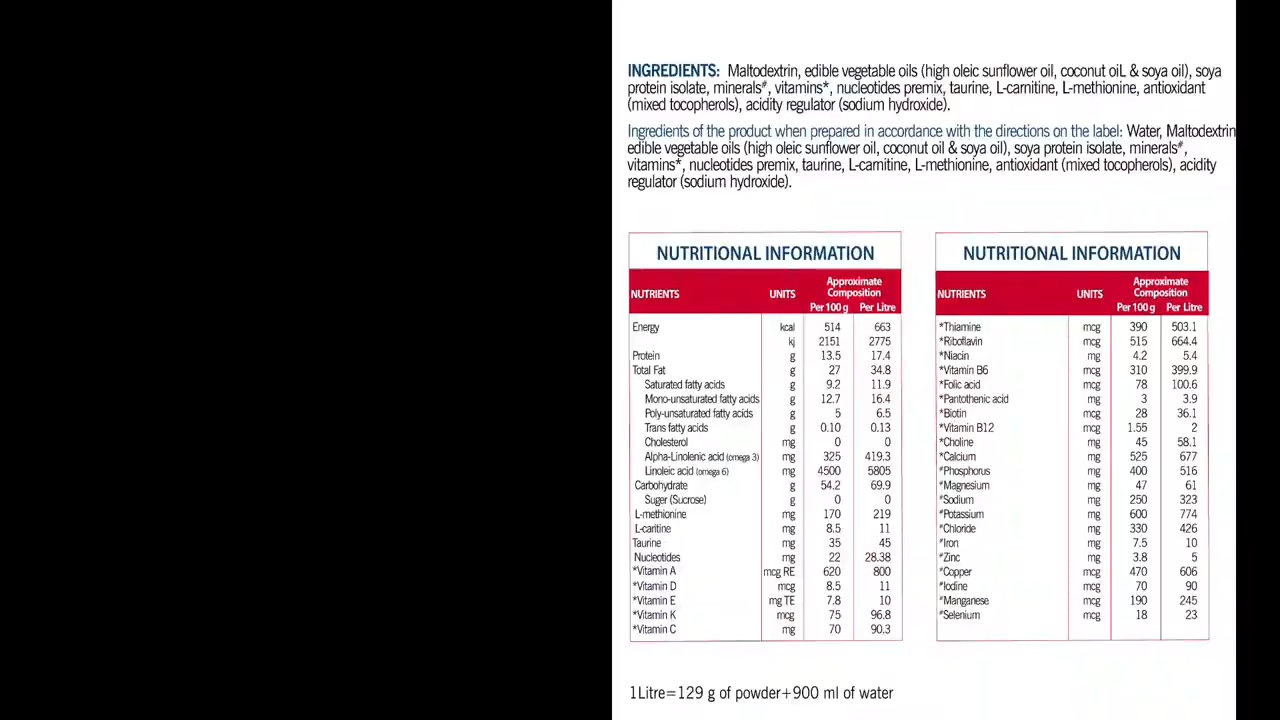 INGREDIENTS: Maltodextrin, edible vegetable oils (high oleic sunflower oil, coconut oiL & soya oil), soya
protein isolate, minerals#, vitamins*, nucleotides premix, taurine, L-carnitine, L-methionine, antioxidant
(mixed tocopherols), acidity regulator (sodium hydroxide).
Ingredients of the product when prepared in accordance with the directions on the label: Water, Maltodextrin
edible vegetable oils (high oleic sunflower oil, coconut oil & soya oil), soya protein isolate, minerals#,
vitamins*, nucleotides premix, taurine, L-carnitine, L-methionine, antioxidant (mixed tocopherols), acidity
regulator (sodium hydroxide).
NUTRITIONAL INFORMATION
NUTRIENTS UNITS Approximate Composition Per 100 g Per Litre
Energy kcal 514 663
kj 2151 2775
Protein g 13.5 17.4
Total Fat g 27 34.8
Saturated fatty acids g 9.2 11.9
Mono-unsaturated fatty acids g 12.7 16.4
Poly-unsaturated fatty acids g 5 6.5
Trans fatty acids g 0.10 0.13
Cholesterol mg 0 0
Alpha-Linolenic acid (omega 3) mg 325 419.3
Linoleic acid (omega 6) mg 4500 5805
Carbohydrate g 54.2 69.9
Suger (Sucrose) g 0 0
L-methionine mg 170 219
L-caritine mg 8.5 11
Taurine mg 35 45
Nucleotides mg 22 28.38
*Vitamin A mcg RE 620 800
*Vitamin D mcg 8.5 11
*Vitamin E mg TE 7.8 10
*Vitamin K mcg 75 96.8
*Vitamin C mg 70 90.3
NUTRITIONAL INFORMATION
NUTRIENTS UNITS Approximate Composition Per 100 g Per Litre
*Thiamine mcg 390 503.1
*Riboflavin mcg 515 664.4
*Niacin mg 4.2 5.4
*Vitamin B6 mcg 310 399.9
*Folic acid mcg 78 100.6
*Pantothenic acid mg 3 3.9
*Biotin mcg 28 36.1
*Vitamin B12 mcg 1.55 2
*Choline mg 45 58.1
#Calcium mg 525 677
#Phosphorus mg 400 516
#Magnesium mg 47 61
#Sodium mg 250 323
#Potassium mg 600 774
#Chloride mg 330 426
#Iron mg 7.5 10
#Zinc mg 3.8 5
#Copper mcg 470 606
#Iodine mcg 70 90
#Manganese mcg 190 245
#Selenium mcg 18 23
1Litre=129 g of powder+900 ml of water